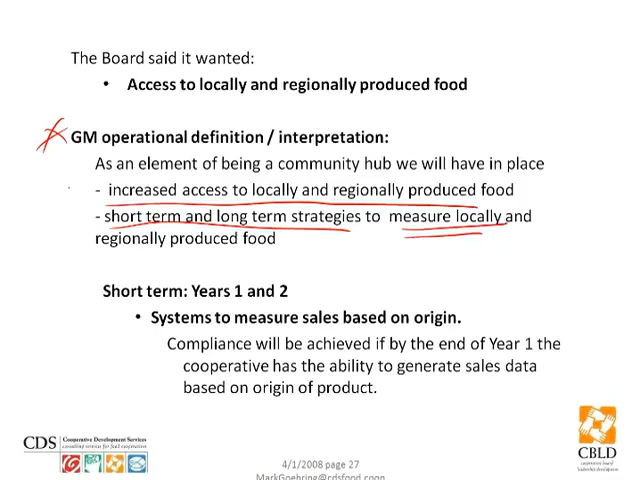 The Board said it wanted:
• Access to locally and regionally produced food
GM operational definition / interpretation:
As an element of being a community hub we will have in place
- increased access to locally and regionally produced food
- short term and long term strategies to measure locally and
regionally produced food
Short term: Years 1 and 2
• Systems to measure sales based on origin.
Compliance will be achieved if by the end of Year 1 the
cooperative has the ability to generate sales data
based on origin of product.
CDS Cooperative Development Services
consulting services for food cooperatives
CBLD
cooperative board
leadership development
4/1/2008 page 27
MarkGoehring@cdsfood.coop